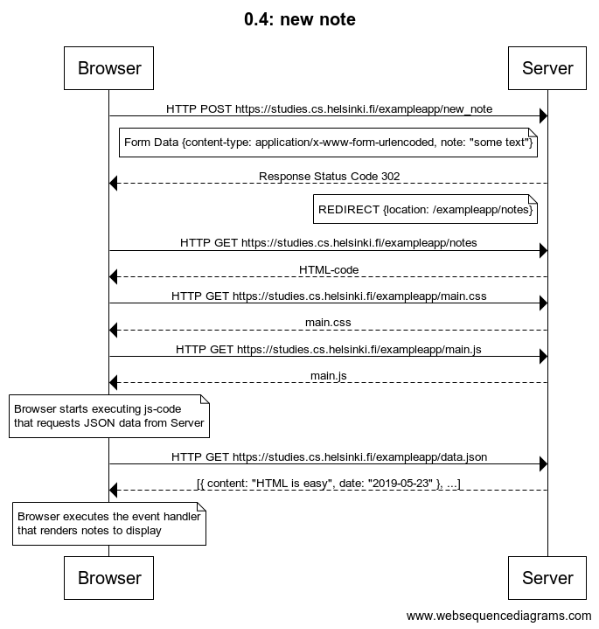 0.4: new note
Browser
Server
HTTP POST https://studies.cs.helsinki.fi/exampleapp/new_note
Form Data {content-type: application/x-www-form-urlencoded, note: "some text"}
Response Status Code 302
REDIRECT {location: /exampleapp/notes}
HTTP GET https://studies.cs.helsinki.fi/exampleapp/notes
HTML-code
HTTP GET https://studies.cs.helsinki.fi/exampleapp/main.css
main.css
HTTP GET https://studies.cs.helsinki.fi/exampleapp/main.js
main.js
Browser starts executing js-code
that requests JSON data from Server
HTTP GET https://studies.cs.helsinki.fi/exampleapp/data.json
[{ content: "HTML is easy", date: "2019-05-23" }, ...]
Browser executes the event handler
that renders notes to display
Browser
Server
www.websequencediagrams.com